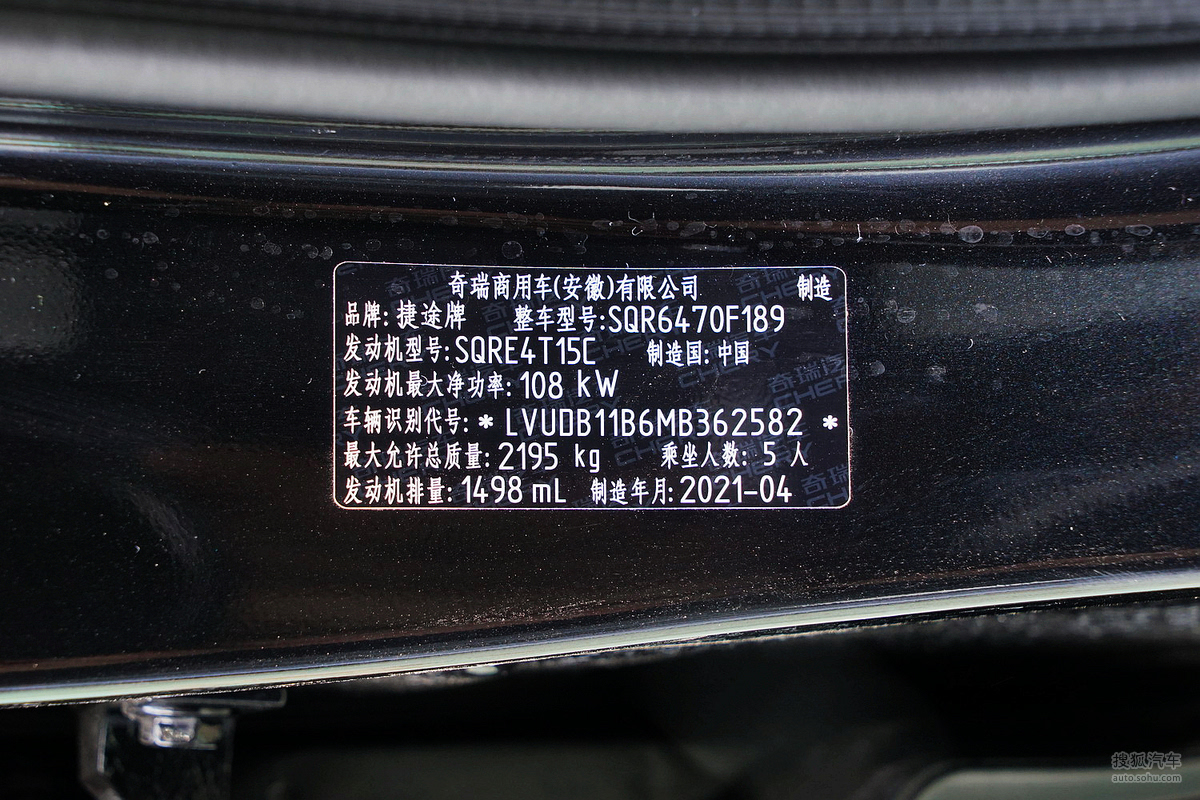 奇瑞商用车(安徽)有限公司 制造
品牌: 捷途牌 整车型号:SQR6470F189
发动机型号:SQRE4T15C 制造国: 中国
发动机最大净功率: 108 kW
车辆识别代号: * LVUDB11B6MB362582 *
最大允许总质量: 2195 kg 乘坐人数: 5 人
发动机排量: 1498 mL 制造年月: 2021-04
搜狐汽车
auto.sohu.com